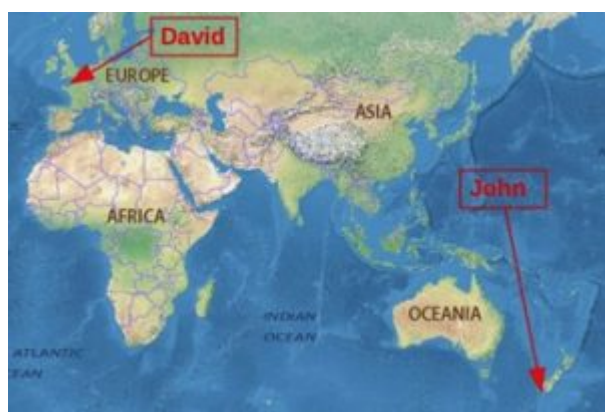 David
EUROPE
ASIA
John
AFRICA
OCEANIA
INDIAN
OCEAN
ATLANTIC